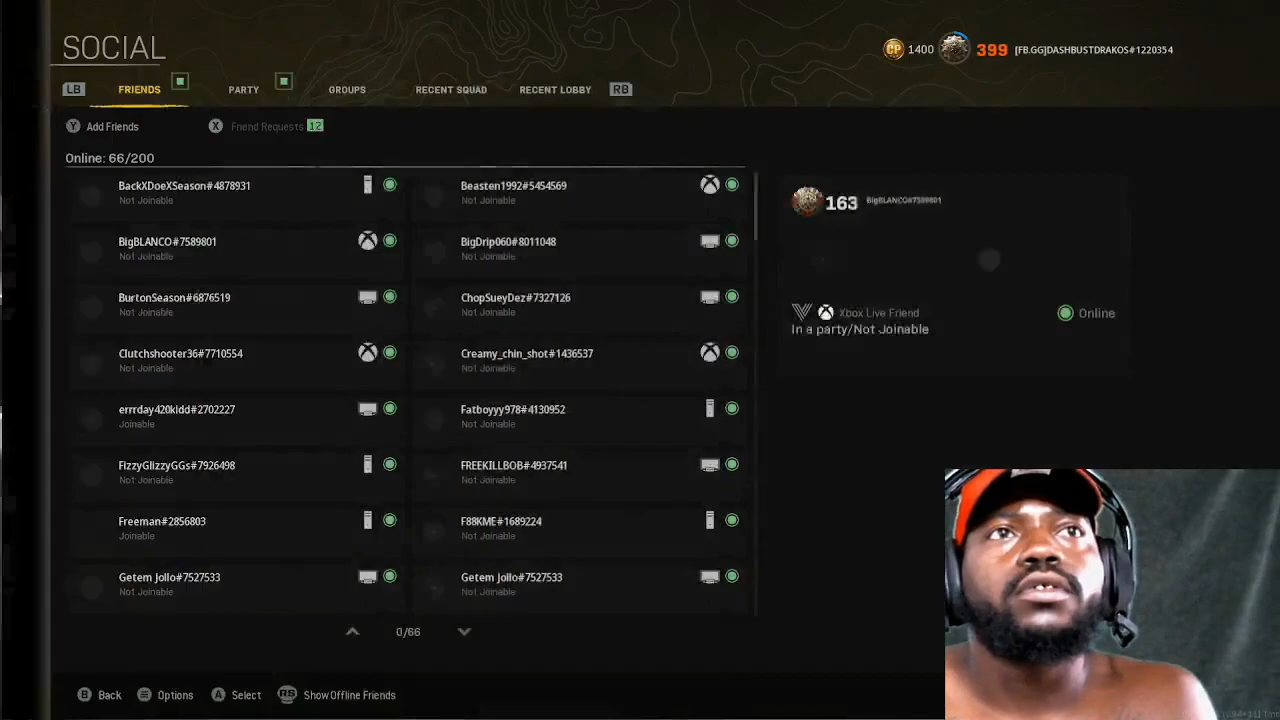 SOCIAL
CP 1400 399 [FB.GG]DASHBUSTDRAKOS#1220354
LB FRIENDS PARTY GROUPS RECENT SQUAD RECENT LOBBY RB
Y Add Friends X Friend Requests 12
Online: 66/200
BackXDoeXSeason#4878931
Not Joinable
Beasten1992#5454569
Not Joinable
BigBLANCO#7589801
Not Joinable
BigDrip060#8011048
Not Joinable
BurtonSeason#6876519
Not Joinable
ChopSueyDez#7327126
Not Joinable
Clutchshooter36#7710554
Not Joinable
Creamy_chin_shot#1436537
Not Joinable
errrday420kidd#2702227
Joinable
Fatboyyy978#4130952
Not Joinable
FizzyGlizzyGGs#7926498
Not Joinable
FREEKILLBOB#4937541
Not Joinable
Freeman#2856803
Joinable
F88KME#1689224
Not Joinable
Getem Jollo#7527533
Not Joinable
Getem Jollo#7527533
Not Joinable
0/66
163 BigBLANCO#7589801
Xbox Live Friend Online
In a party/Not Joinable
B Back Options A Select RS Show Offline Friends